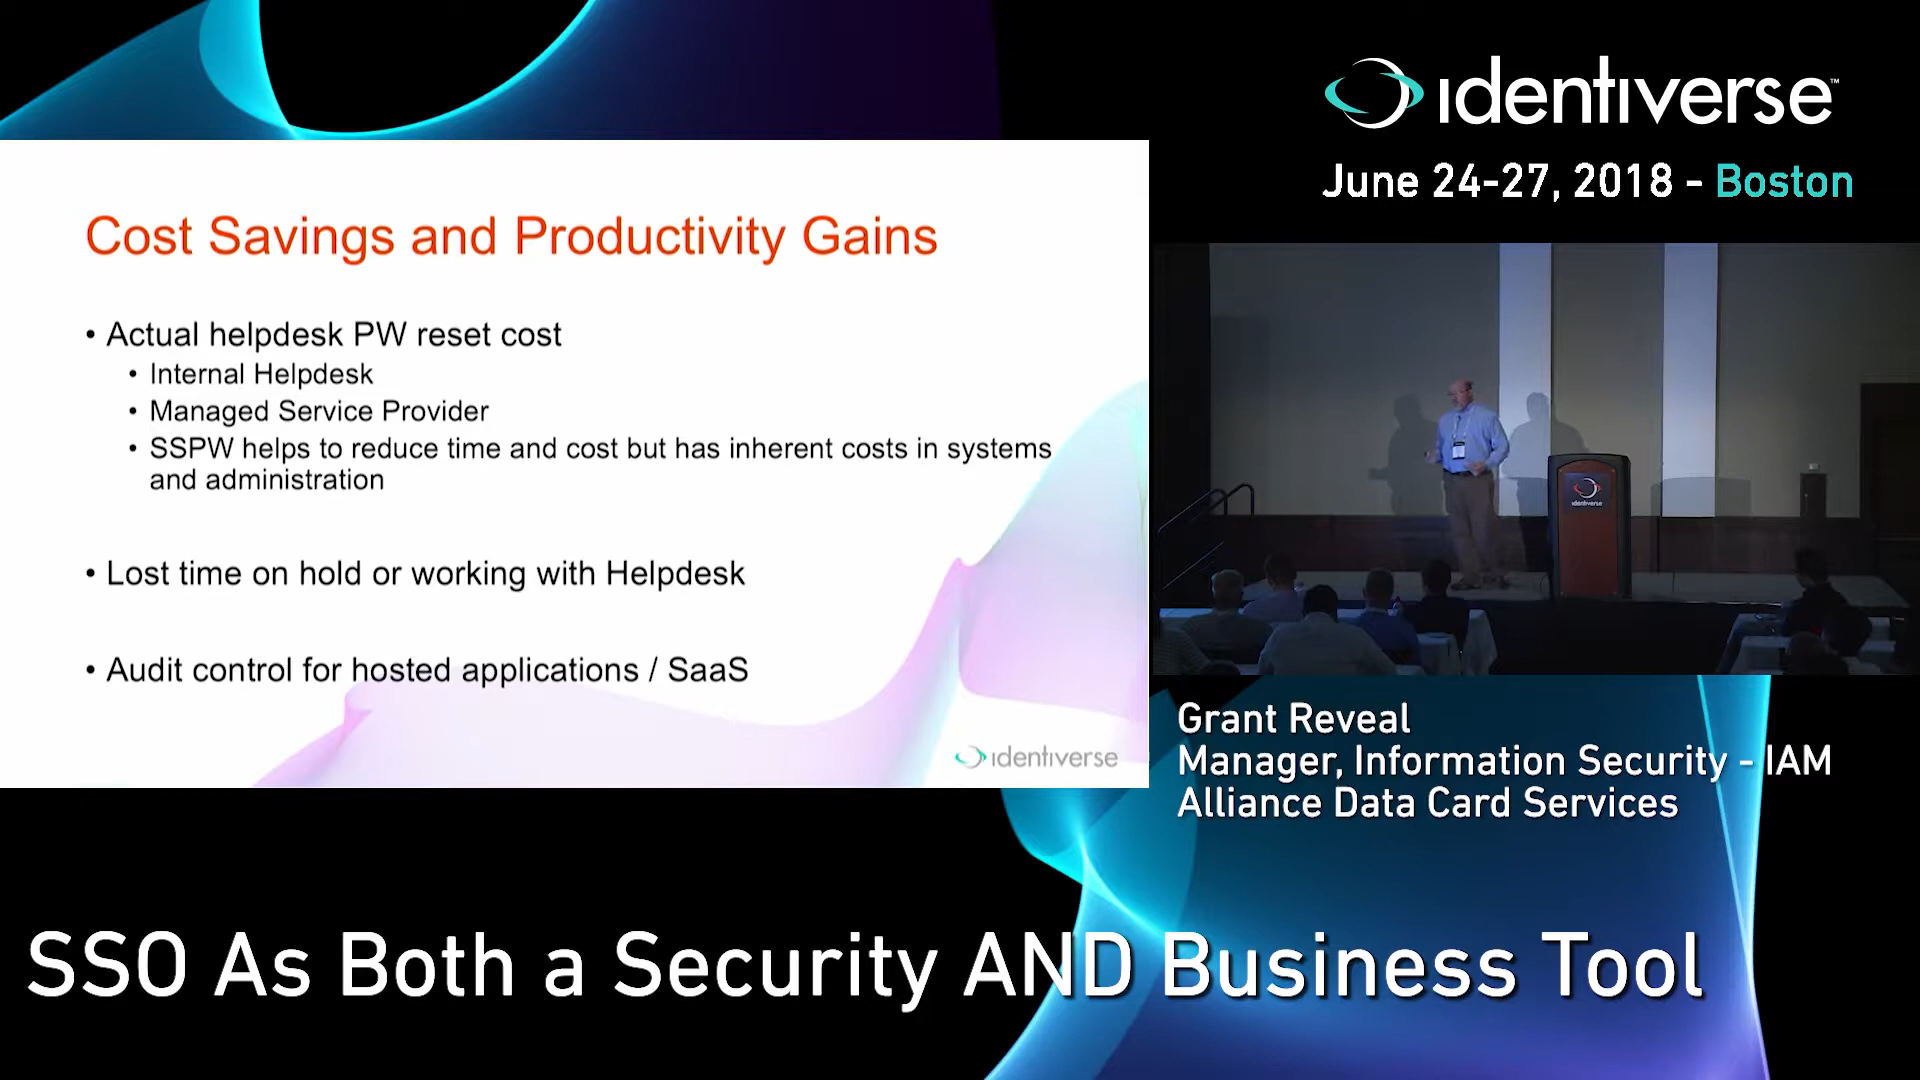 identiverse™
June 24-27, 2018 - Boston
Cost Savings and Productivity Gains
• Actual helpdesk PW reset cost
• Internal Helpdesk
• Managed Service Provider
• SSPW helps to reduce time and cost but has inherent costs in systems
and administration
• Lost time on hold or working with Helpdesk
• Audit control for hosted applications / SaaS
identiverse
identiverse
Grant Reveal
Manager, Information Security - IAM
Alliance Data Card Services
SSO As Both a Security AND Business Tool